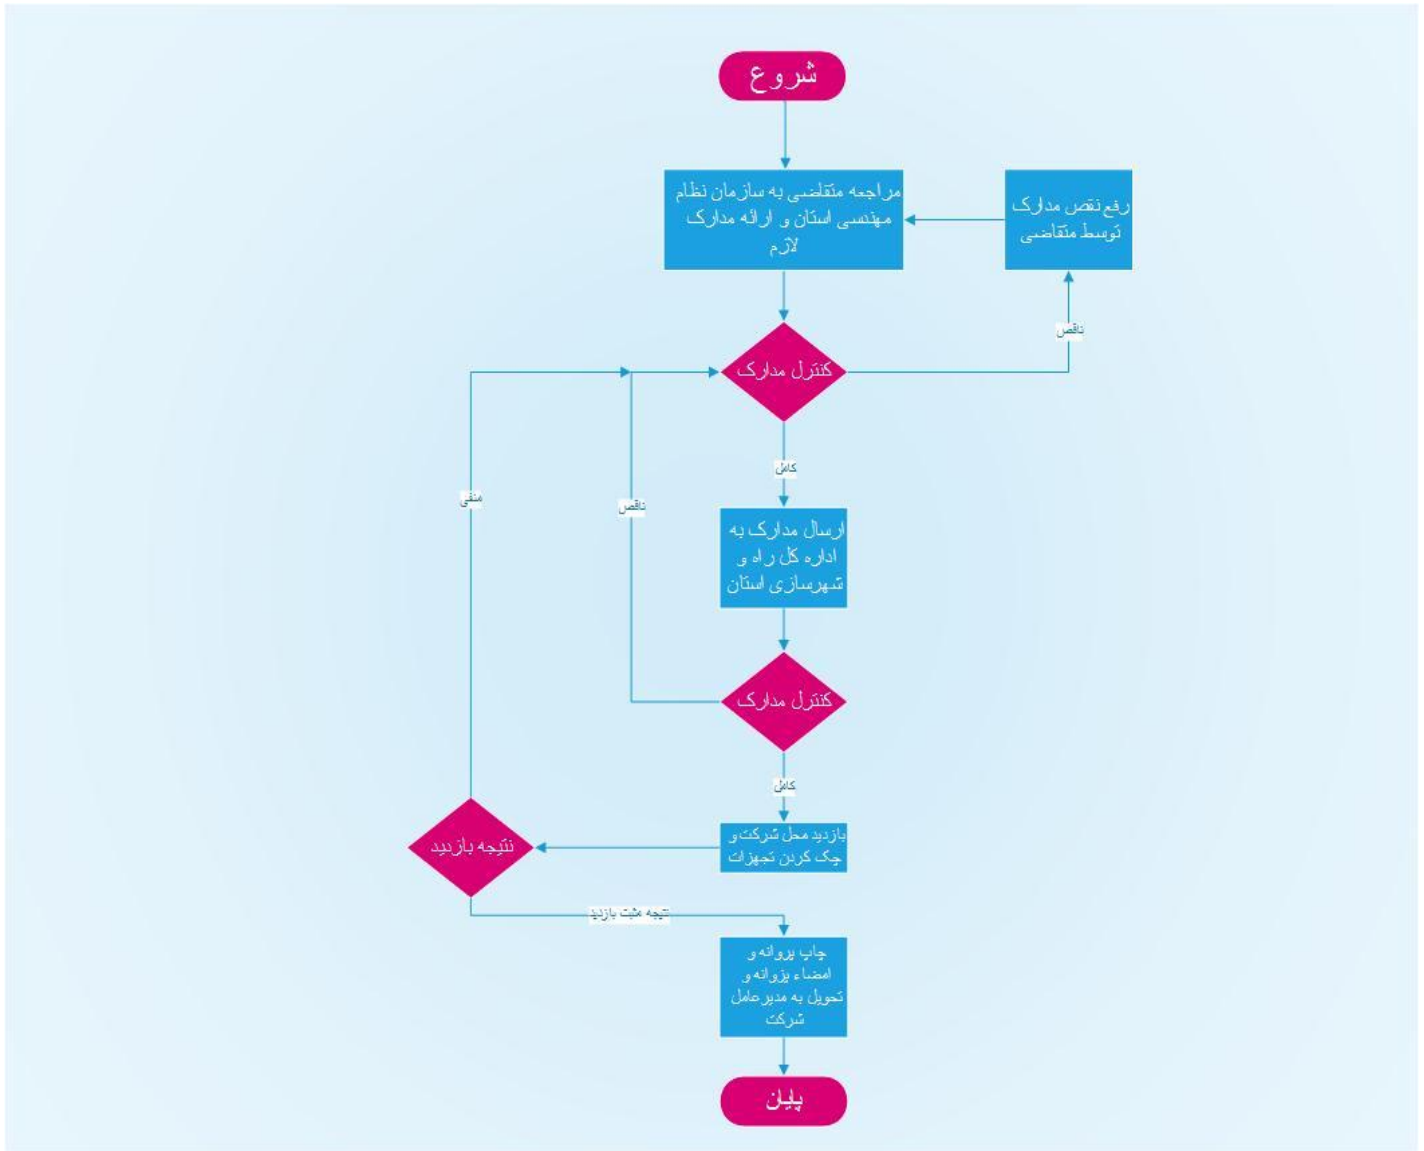 شروع
مراجعه متقاضی به سازمان نظام
مهندسی استان و ارائه مدارک
لازم
رفع نقص مدارک
توسط متقاضی
ناقص
کنترل مدارک
کامل
منفی
ناقص
ارسال مدارک به
اداره کل راه و
شهرسازی استان
کنترل مدارک
کامل
بازدید محل شرکت و
چک کردن تجهزات
نتیجه بازدید
نتیجه مثبت بازدید
چاپ پروانه و
امضاء پروانه و
تحویل به مدیرعامل
شرکت
پایان